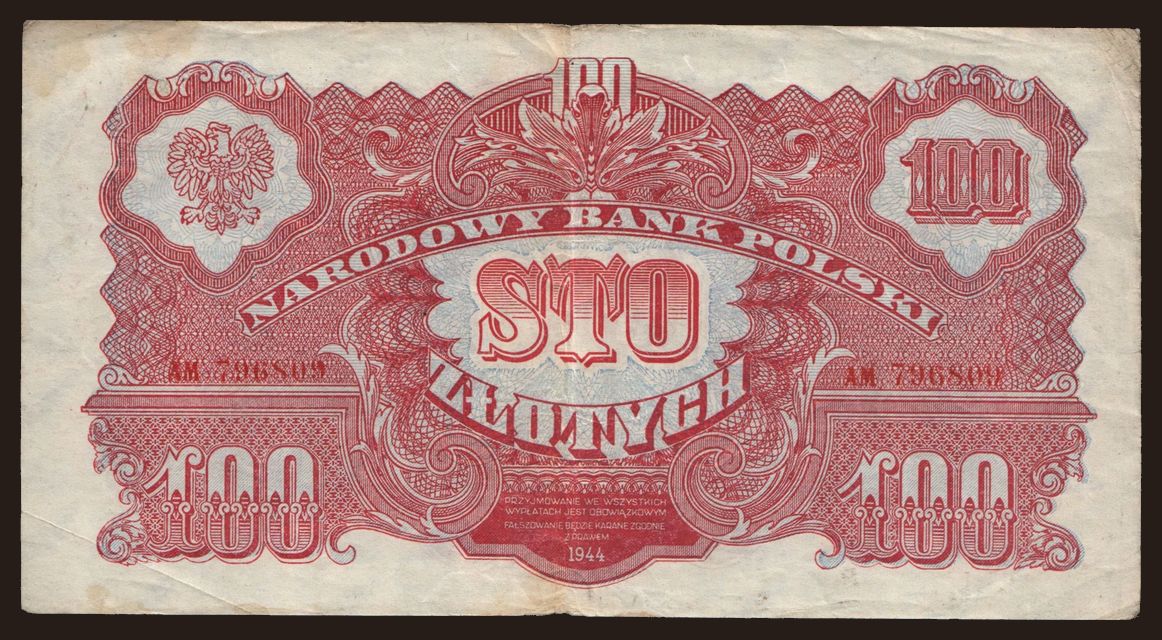 100
100
NARODOWY BANK POLSKI
STO
ZŁOTYCH
AM 796809
AM 796809
100
100
PRZYJMOWANIE WE WSZYSTKICH
WYPŁATACH JEST OBOWIĄZKOWYM
FAŁSZOWANIE BĘDZIE KARANE ZGODNIE
Z PRAWEM
1944